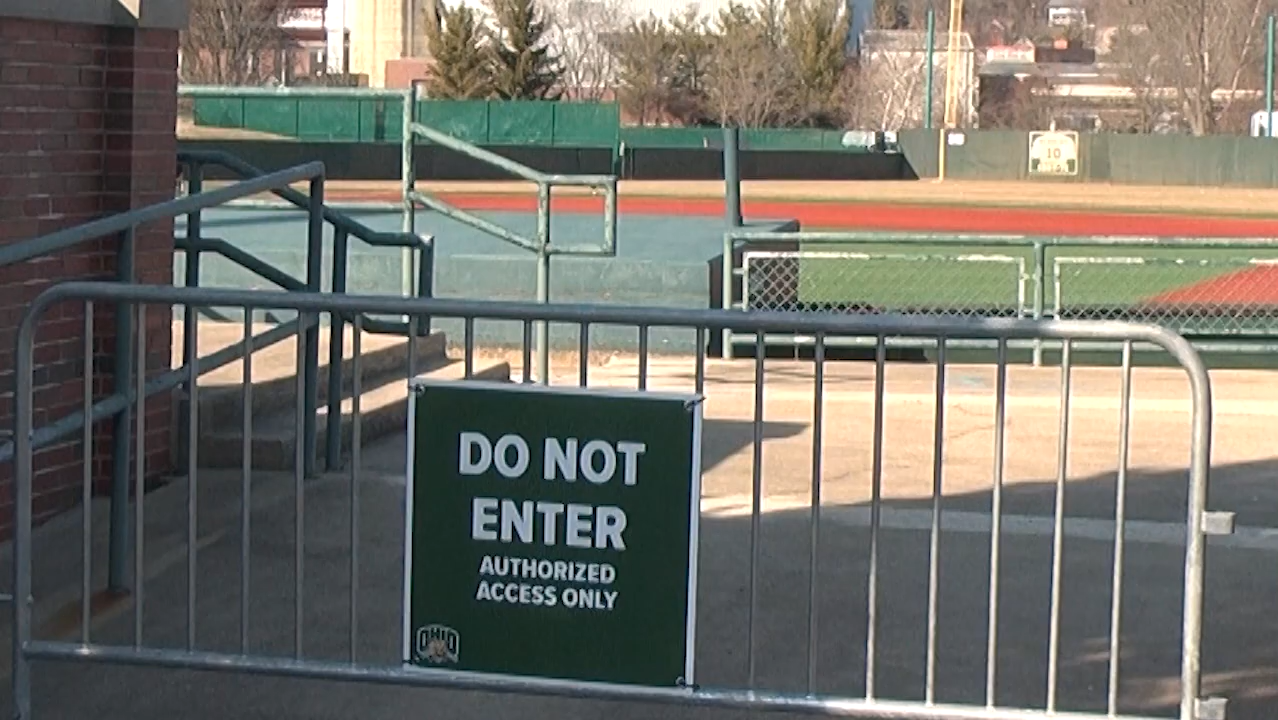 10
DO NOT
ENTER
AUTHORIZED
ACCESS ONLY
OHIO